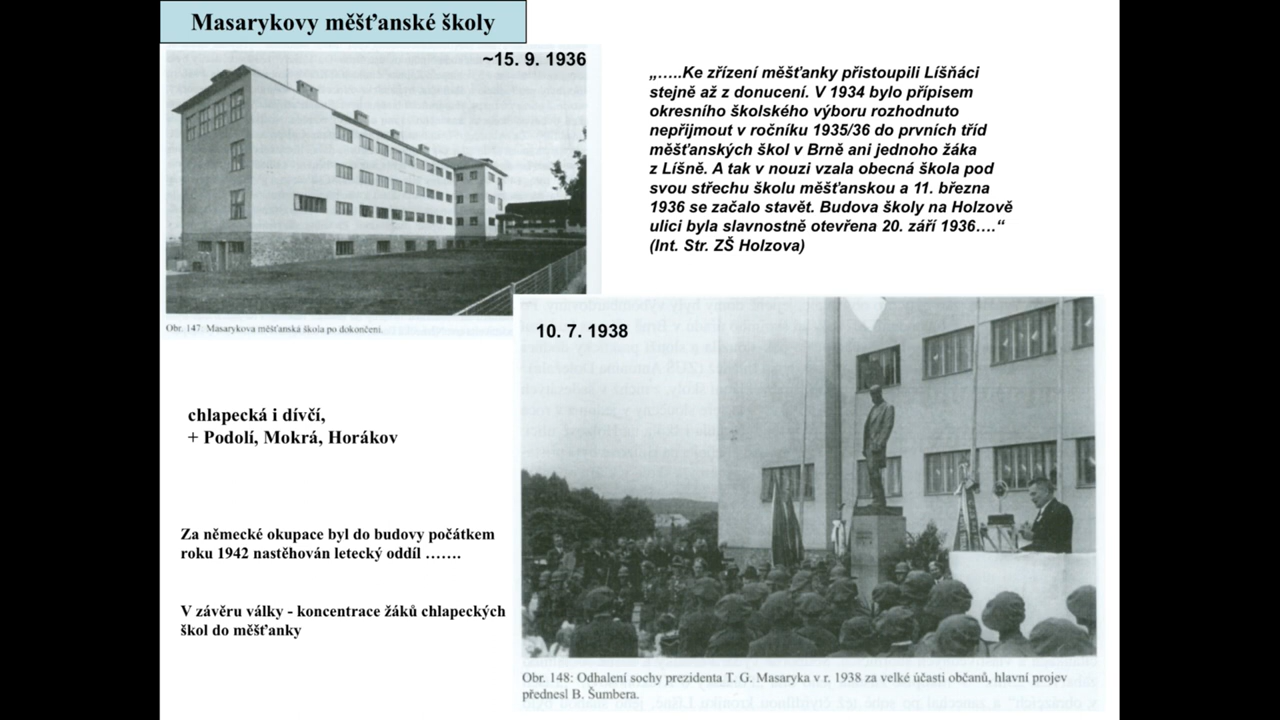 Masarykovy měšťanské školy
~15. 9. 1936
„…..Ke zřízení měšťanky přistoupili Líšňáci
stejně až z donucení. V 1934 bylo přípisem
okresního školského výboru rozhodnuto
nepřijmout v ročníku 1935/36 do prvních tříd
měšťanských škol v Brně ani jednoho žáka
z Líšně. A tak v nouzi vzala obecná škola pod
svou střechu školu měšťanskou a 11. března
1936 se začalo stavět. Budova školy na Holzově
ulici byla slavnostně otevřena 20. září 1936….“
(Int. Str. ZŠ Holzova)
Obr. 147: Masarykova měšťanská škola po dokončení.
10. 7. 1938
chlapecká i dívčí,
+ Podolí, Mokrá, Horákov
Za německé okupace byl do budovy počátkem
roku 1942 nastěhován letecký oddíl …….
V závěru války - koncentrace žáků chlapeckých
škol do měšťanky
Obr. 148: Odhalení sochy prezidenta T. G. Masaryka v r. 1938 za velké účasti občanů, hlavní projev
přednesl B. Šumbera.